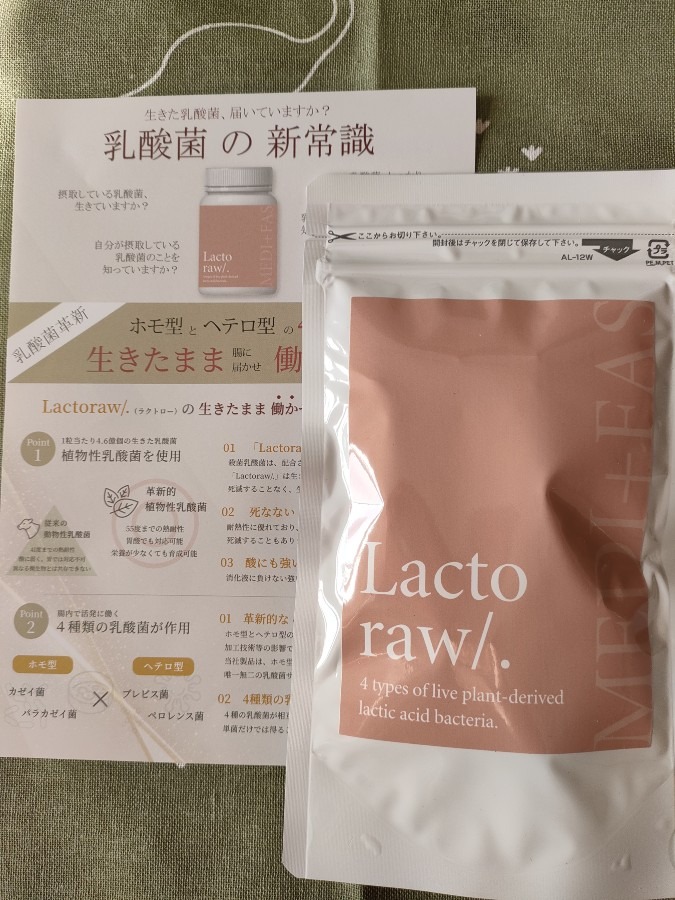 生きた乳酸菌、届いていますか？
乳酸菌 の 新常識
摂取している乳酸菌、
生きていますか？
自分が摂取している
乳酸菌のことを
知っていますか？
Lacto
raw/.
MEDI+FAS
乳酸菌革新
ホモ型 と ヘテロ型 の
生きたまま 腸に
届かせ 働
Lactoraw/.（ラクトロー）の 生きたまま 働か
Point
1
1粒当たり4.6億個の生きた乳酸菌
植物性乳酸菌を使用
革新的
植物性乳酸菌
55度までの熱耐性
胃酸でも対応可能
栄養が少なくても育成可能
従来の
動物性乳酸菌
01 「Lactora
殺菌乳酸菌は、配合さ
「Lactoraw/.」は生
死滅することなく、生
02 死なない
耐熱性に優れており、
死滅することもあり
03 酸にも強い
消化液に負けない強い
Point
2
腸内で活発に働く
４種類の乳酸菌が作用
ホモ型
ヘテロ型
カゼイ菌
パラカゼイ菌
×
ブレビス菌
ペロレンス菌
01 革新的な
ホモ型とヘテロ型の
加工技術等の影響で
当社製品は、ホモ型
唯一無二の乳酸菌サ
02 4種類の乳
４種の乳酸菌が相互
単菌だけでは得る
ここからお切り下さい。
開封後はチャックを閉じて保存して下さい。
チャック
AL-12W
プラ
PE,M,PET
MEDI+FAS
Lacto
raw/.
4 types of live plant-derived
lactic acid bacteria.